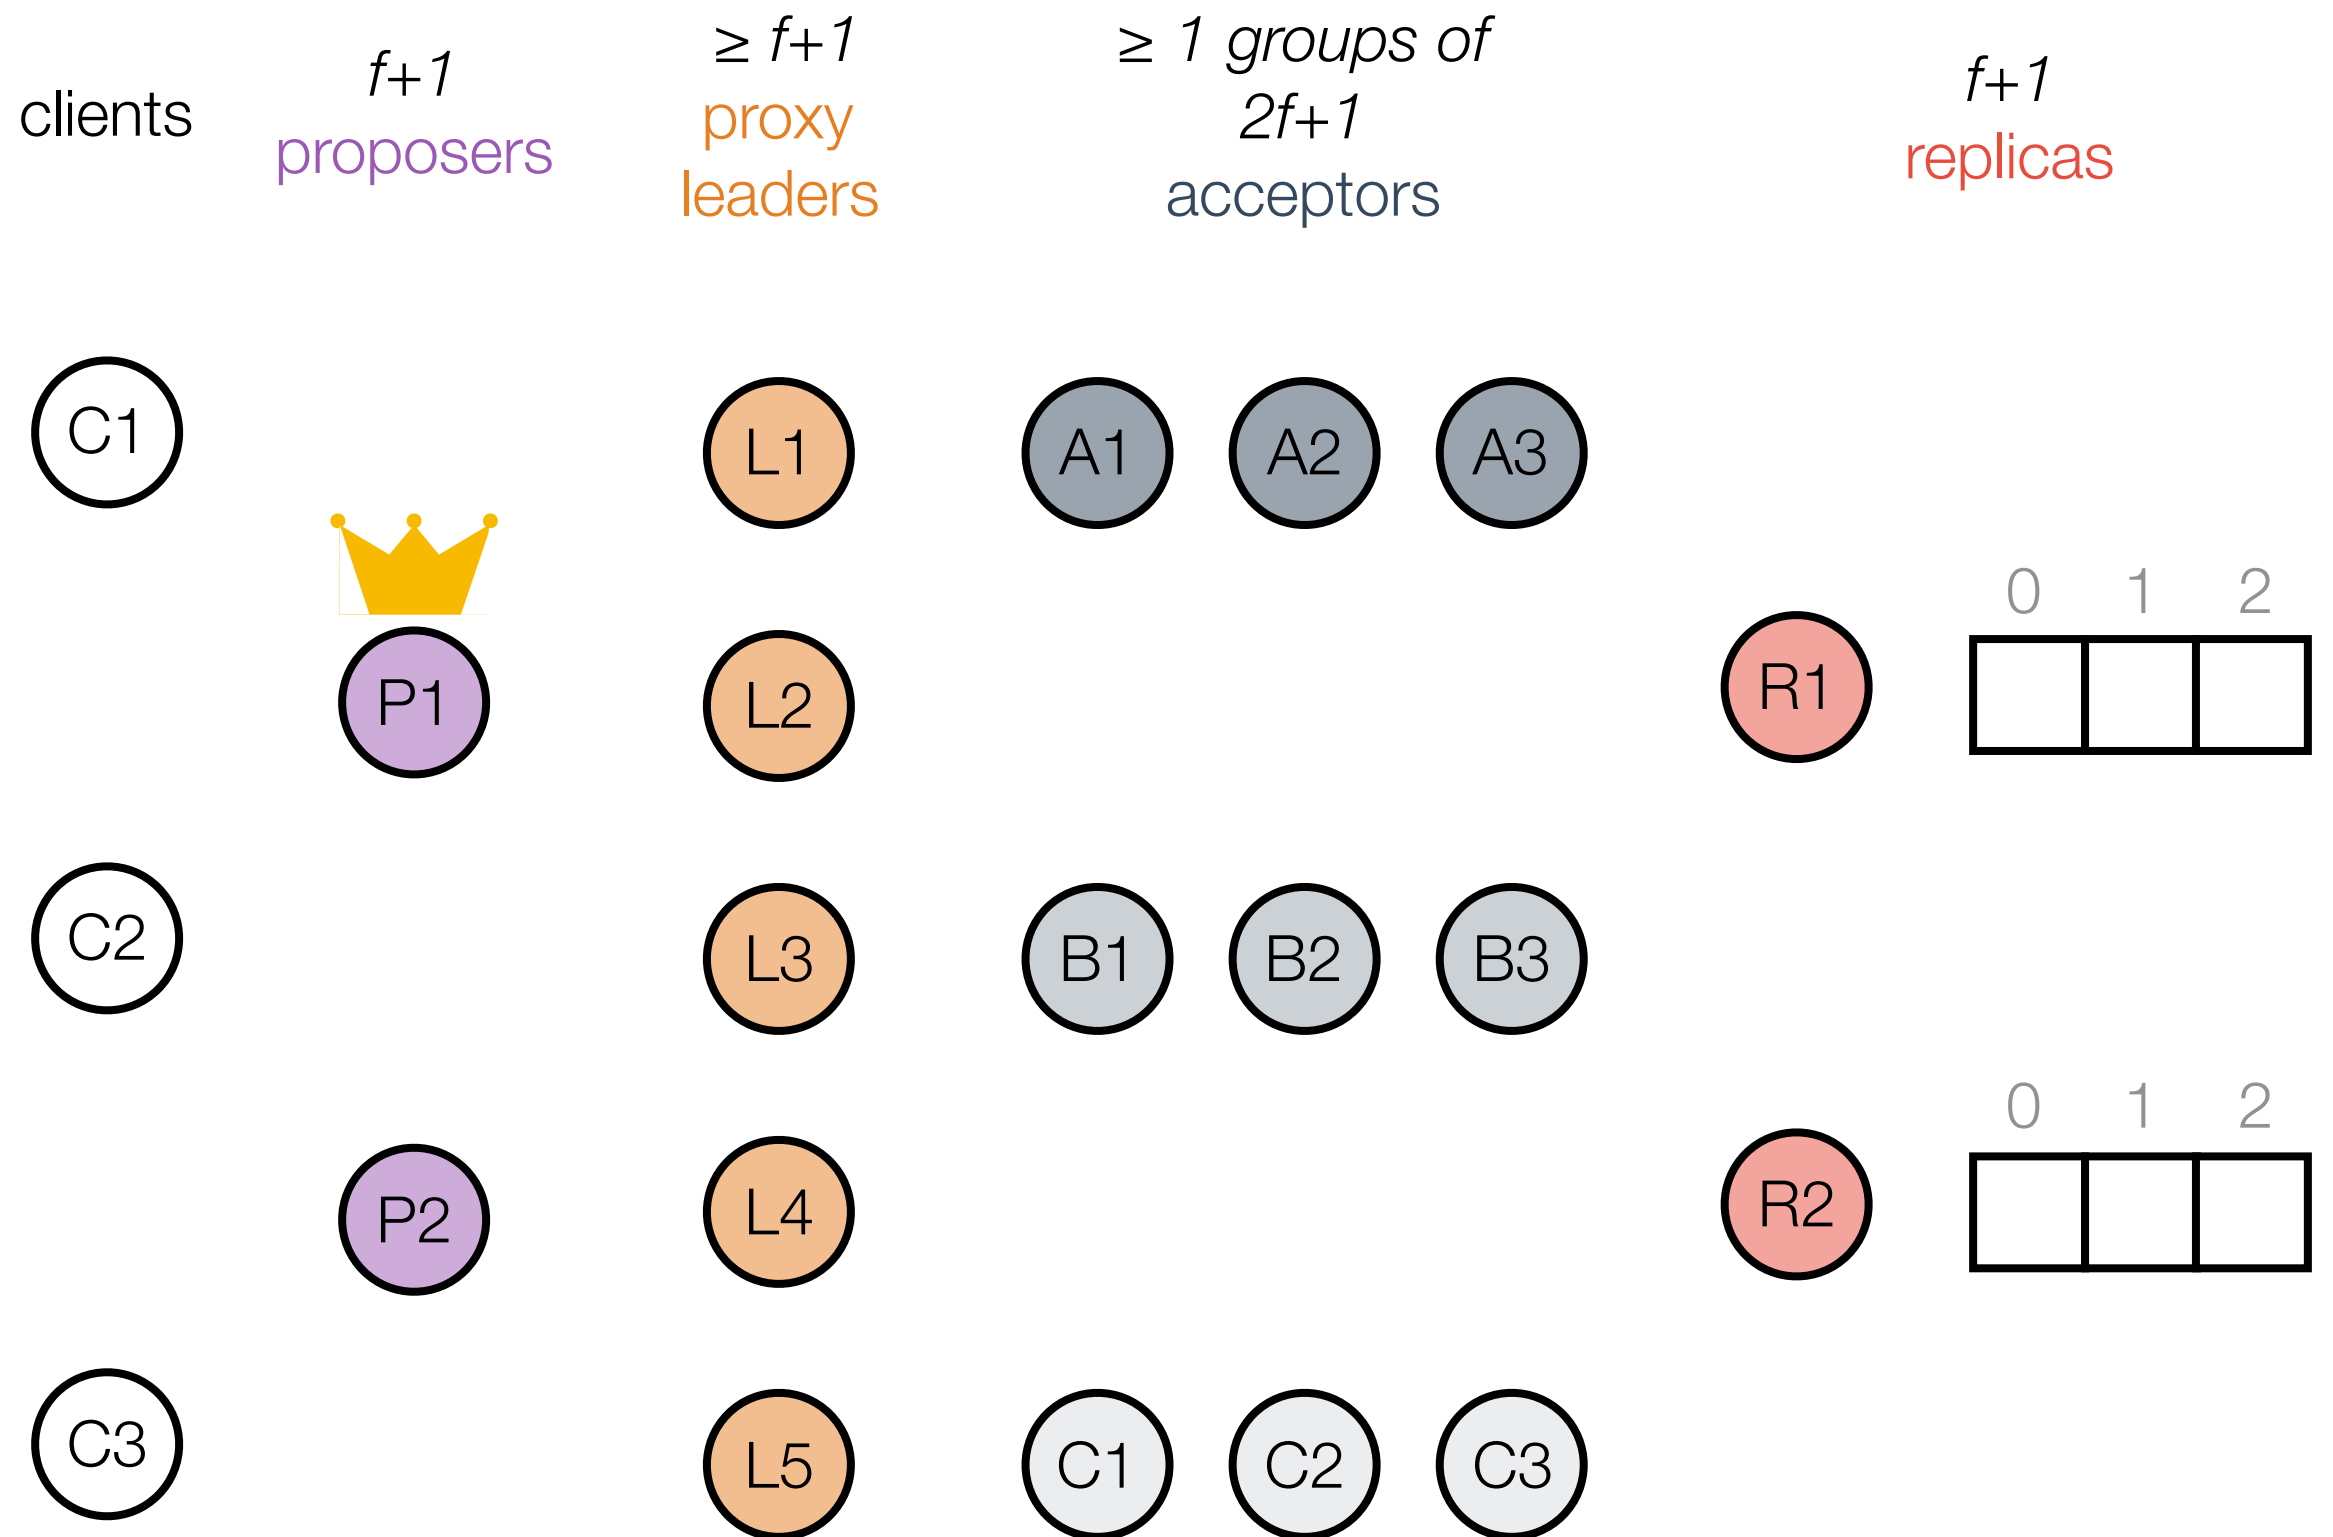 clients
f+1
proposers
≥ f+1
proxy
leaders
≥ 1 groups of
2f+1
acceptors
f+1
replicas
C1
L1
A1 A2 A3
P1
L2
R1
0 1 2
C2
L3
B1 B2 B3
P2
L4
R2
0 1 2
C3
L5
C1 C2 C3